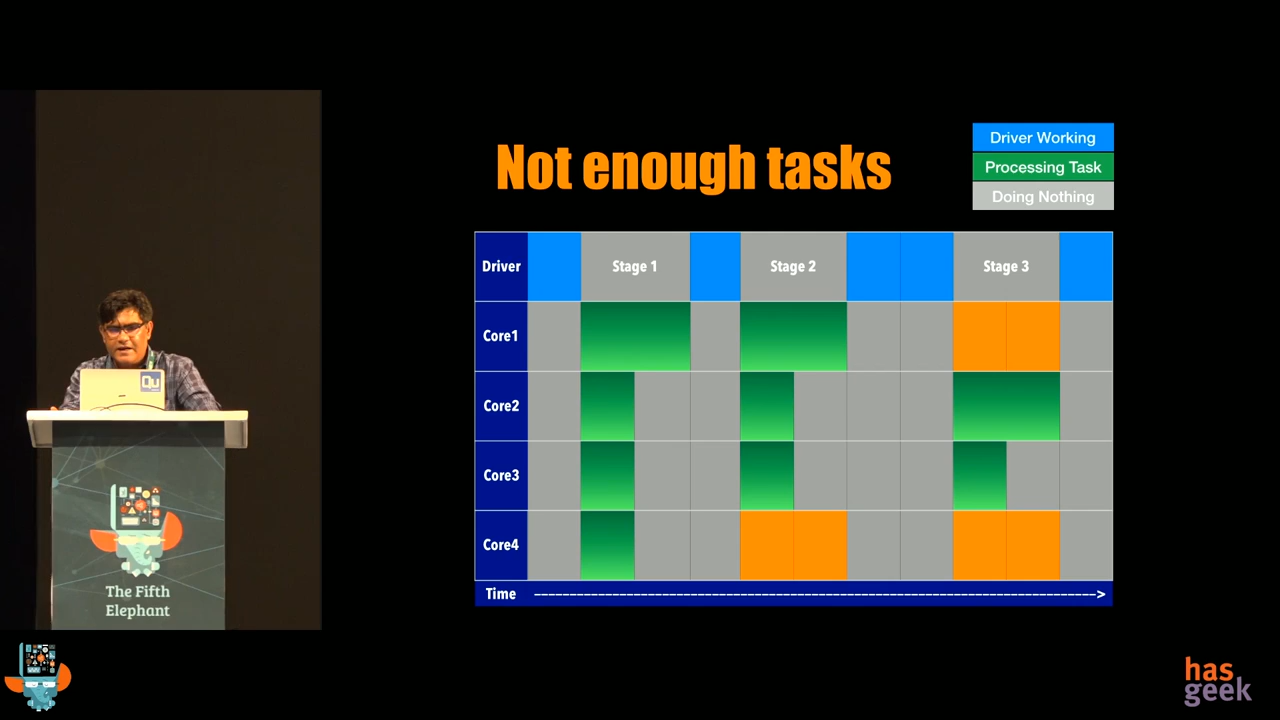 Not enough tasks
Driver Working
Processing Task
Doing Nothing
Driver
Stage 1
Stage 2
Stage 3
Core1
Core2
Core3
Core4
Time
Qu
The Fifth
Elephant
has
geek